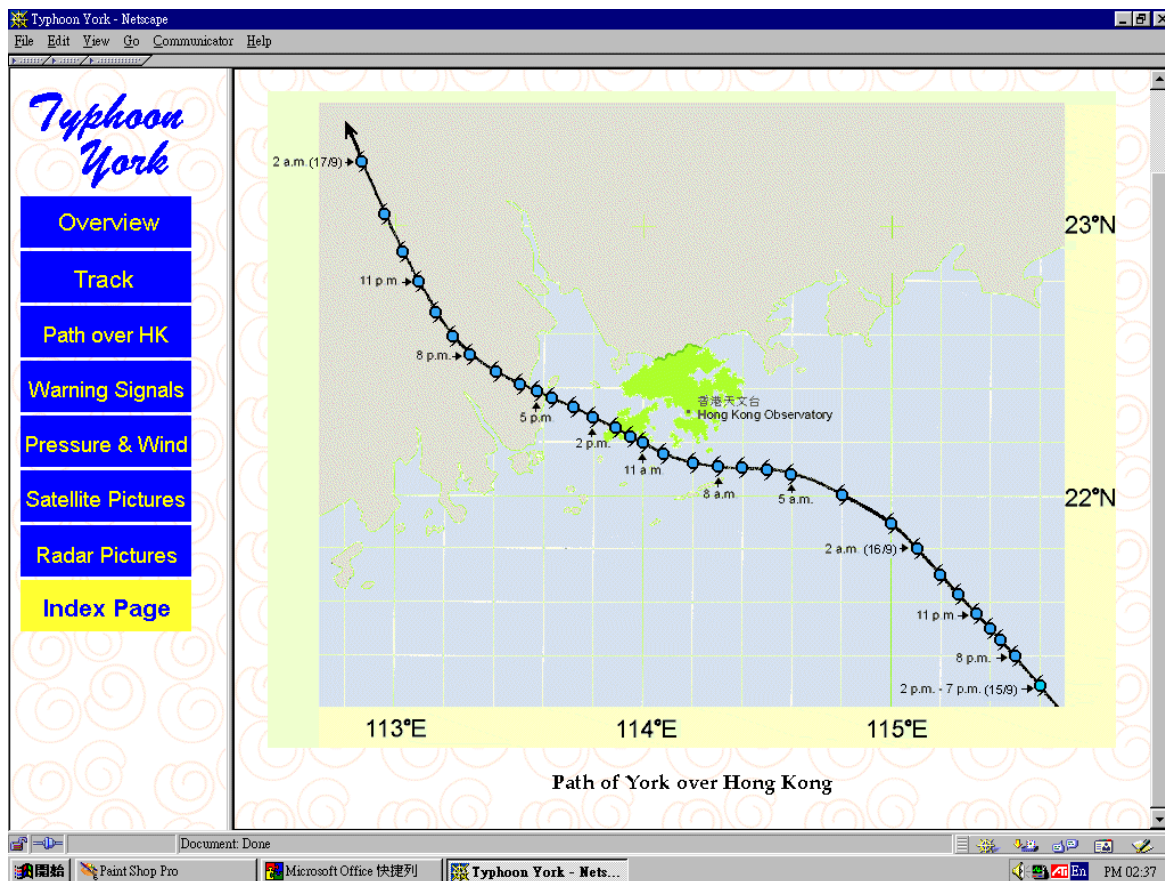 Typhoon York - Netscape
File Edit View Go Communicator Help
Typhoon
York
Overview
Track
Path over HK
Warning Signals
Pressure & Wind
Satellite Pictures
Radar Pictures
Index Page
2 a.m. (17/9)
23°N
11 p.m.
8 p.m.
香港天文台
Hong Kong Observatory
5 p.m.
2 p.m.
11 a.m.
8 a.m.
5 a.m.
22°N
2 a.m. (16/9)
11 p.m.
8 p.m.
2 p.m. - 7 p.m. (15/9)
113°E 114°E 115°E
Path of York over Hong Kong
Document: Done
開始 Paint Shop Pro Microsoft Office 快捷列 Typhoon York - Nets... ATI En PM 02:37